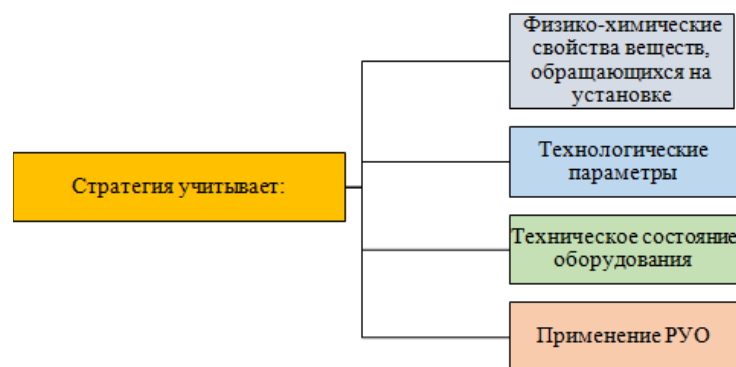 Стратегия учитывает:
Физико-химические
свойства веществ,
обращающихся на
установке
Технологические
параметры
Техническое состояние
оборудования
Применение РУО